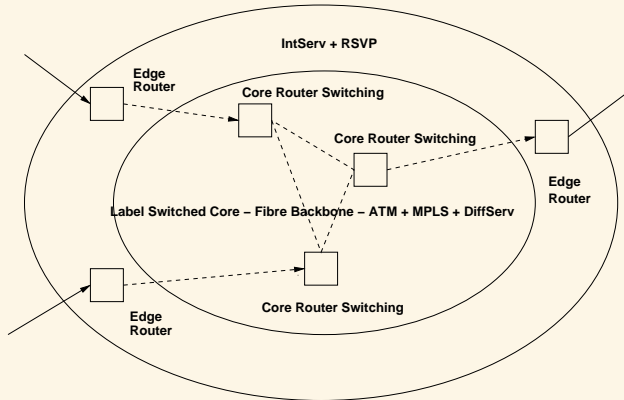 IntServ + RSVP
Edge
Router
Core Router Switching
Core Router Switching
Edge
Router
Label Switched Core – Fibre Backbone – ATM + MPLS + DiffServ
Core Router Switching
Edge
Router